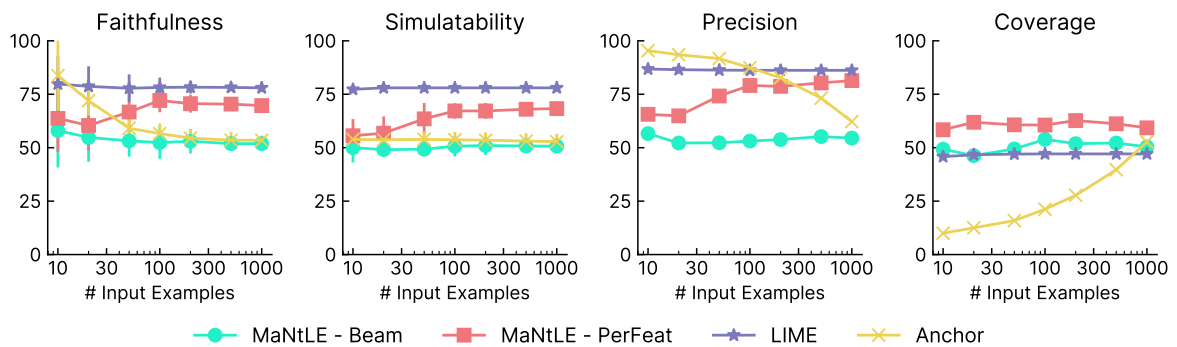 Faithfulness
Simulatability
Precision
Coverage
100
75
50
25
0
10 30 100 300 1000
# Input Examples
100
75
50
25
0
10 30 100 300 1000
# Input Examples
100
75
50
25
0
10 30 100 300 1000
# Input Examples
100
75
50
25
0
10 30 100 300 1000
# Input Examples
MaNtLE - Beam
MaNtLE - PerFeat
LIME
Anchor